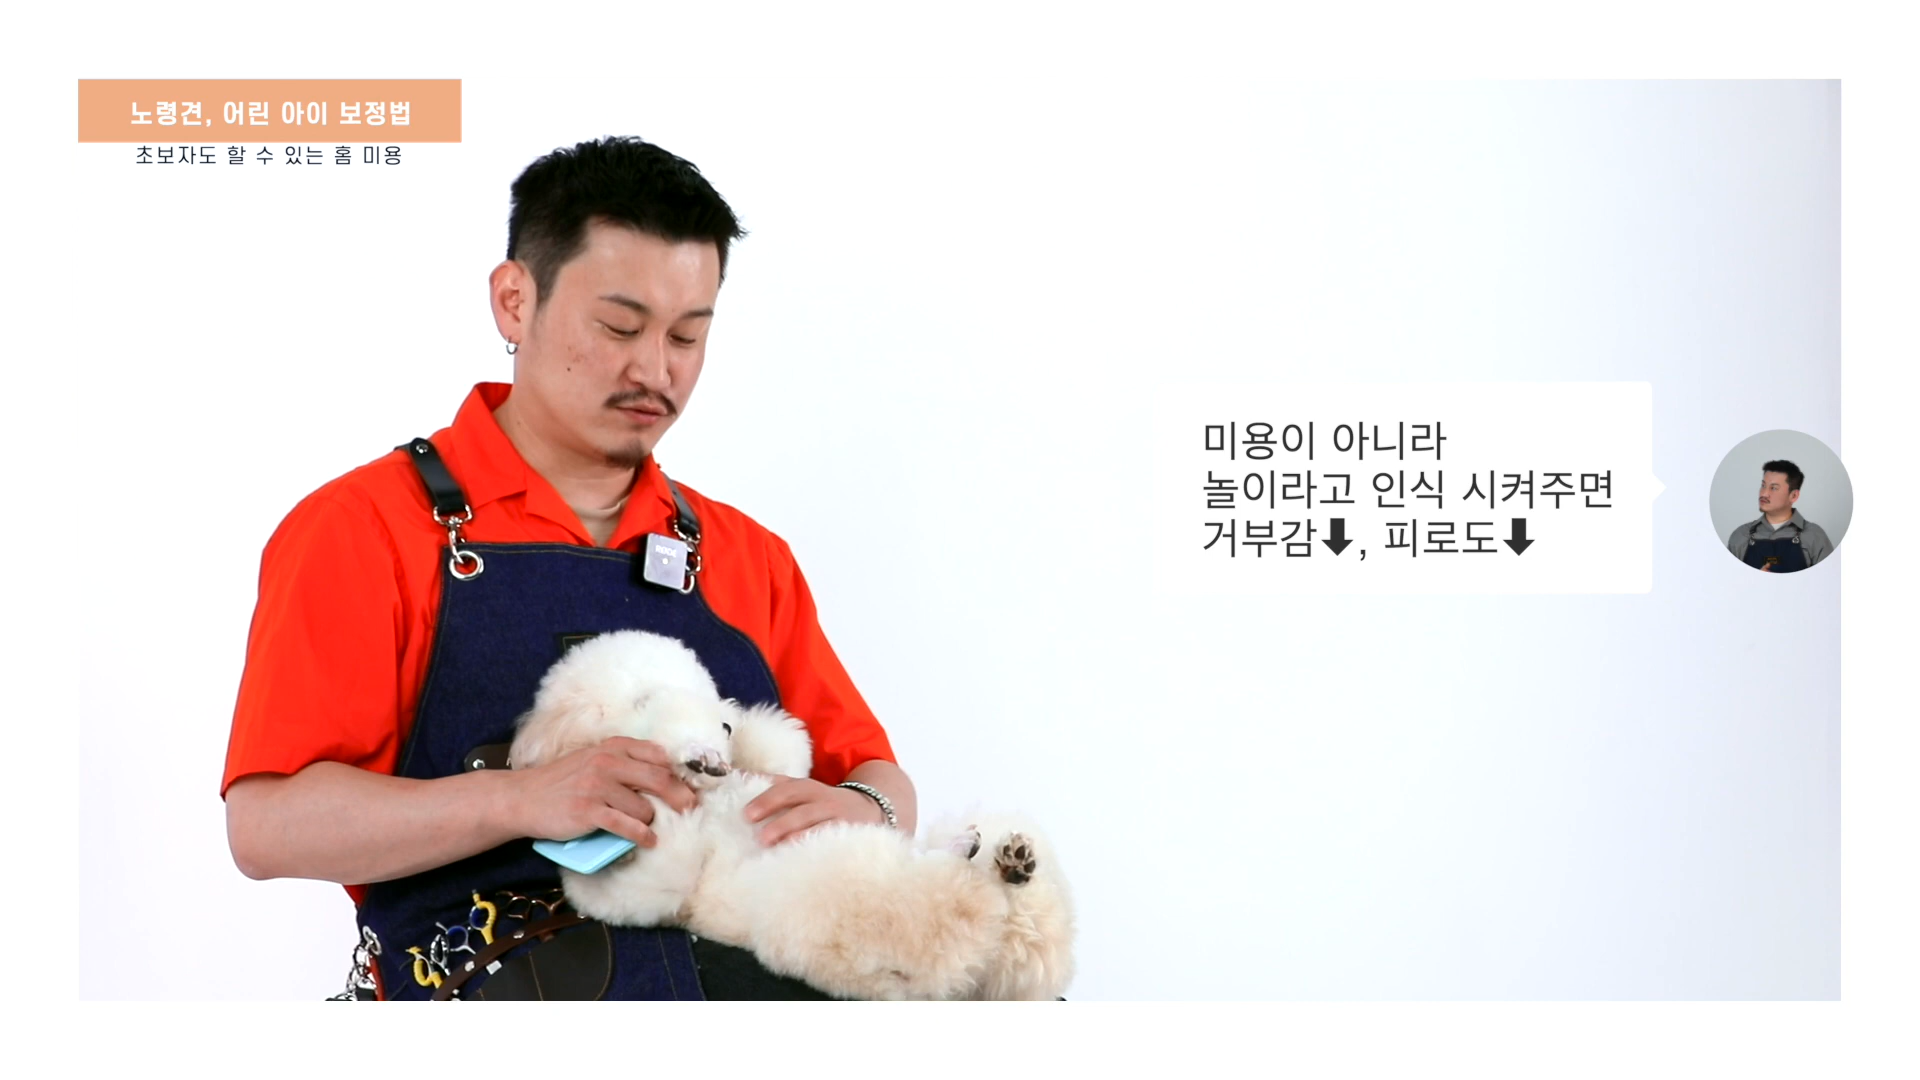 노령견, 어린 아이 보정법
초보자도 할 수 있는 홈 미용
미용이 아니라
놀이라고 인식 시켜주면
거부감⬇, 피로도⬇
RØDE